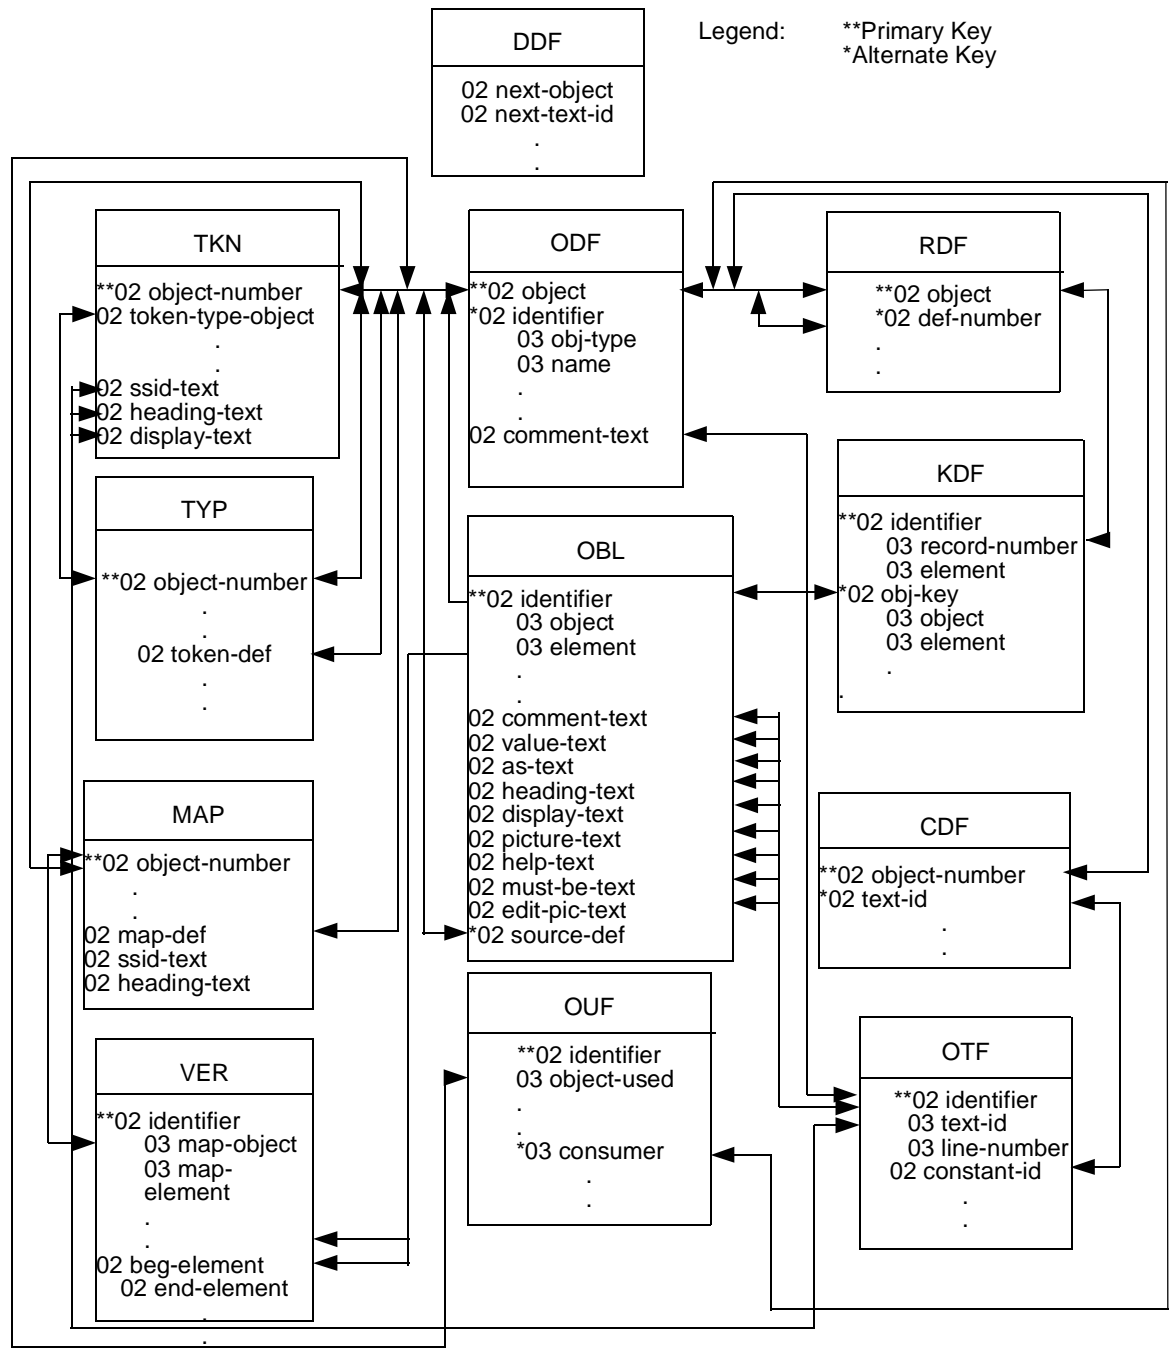 DDF
02 next-object
02 next-text-id
.
.
Legend: **Primary Key
*Alternate Key
TKN
**02 object-number
02 token-type-object
.
.
02 ssid-text
02 heading-text
02 display-text
ODF
**02 object
*02 identifier
03 obj-type
03 name
.
.
02 comment-text
RDF
**02 object
*02 def-number
.
.
TYP
**02 object-number
.
.
02 token-def
.
.
OBL
**02 identifier
03 object
03 element
.
.
02 comment-text
02 value-text
02 as-text
02 heading-text
02 display-text
02 picture-text
02 help-text
02 must-be-text
02 edit-pic-text
*02 source-def
KDF
**02 identifier
03 record-number
03 element
*02 obj-key
03 object
03 element
.
.
MAP
**02 object-number
.
.
02 map-def
02 ssid-text
02 heading-text
CDF
**02 object-number
*02 text-id
.
.
VER
**02 identifier
03 map-object
03 map-
element
.
.
02 beg-element
02 end-element
.
.
OUF
**02 identifier
03 object-used
.
.
*03 consumer
.
.
OTF
**02 identifier
03 text-id
03 line-number
02 constant-id
.
.